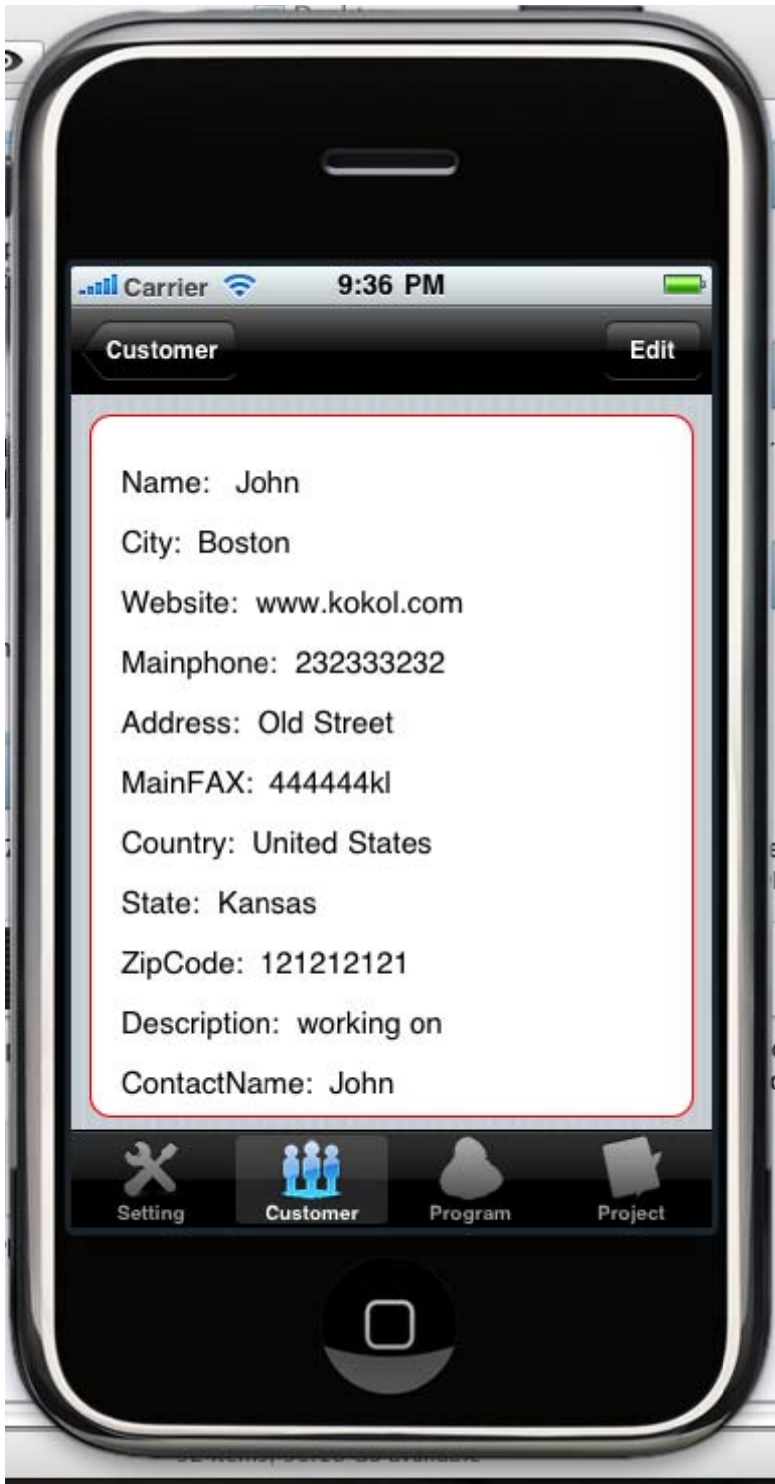 Carrier 9:36 PM
Customer Edit
Name: John
City: Boston
Website: www.kokol.com
Mainphone: 232333232
Address: Old Street
MainFAX: 444444kl
Country: United States
State: Kansas
ZipCode: 121212121
Description: working on
ContactName: John
Setting Customer Program Project